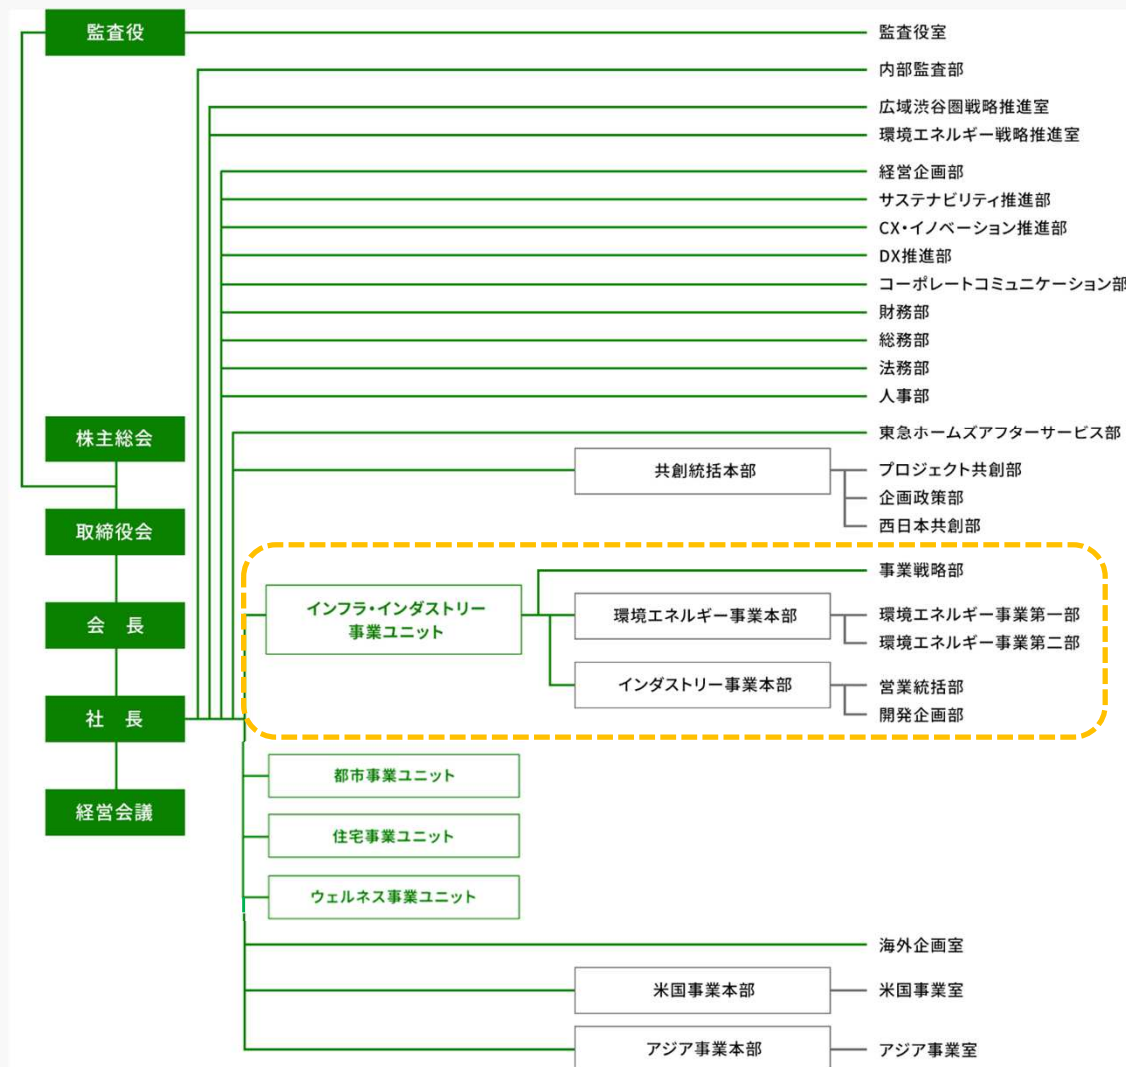 監査役
監査役室
内部監査部
広域渋谷圏戦略推進室
環境エネルギー戦略推進室
経営企画部
サステナビリティ推進部
CX・イノベーション推進部
DX推進部
コーポレートコミュニケーション部
財務部
総務部
法務部
人事部
株主総会
東急ホームズアフターサービス部
共創統括本部
プロジェクト共創部
企画政策部
西日本共創部
取締役会
会 長
社 長
経営会議
インフラ・インダストリー
事業ユニット
事業戦略部
環境エネルギー事業本部
環境エネルギー事業第一部
環境エネルギー事業第二部
インダストリー事業本部
営業統括部
開発企画部
都市事業ユニット
住宅事業ユニット
ウェルネス事業ユニット
海外企画室
米国事業本部
米国事業室
アジア事業本部
アジア事業室